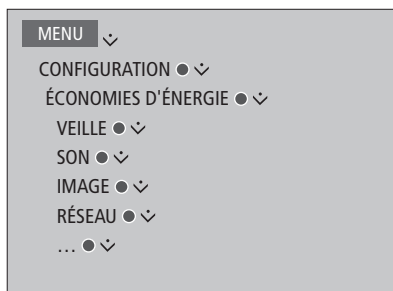 MENU
CONFIGURATION
ÉCONOMIES D'ÉNERGIE
VEILLE
SON
IMAGE
RÉSEAU
...